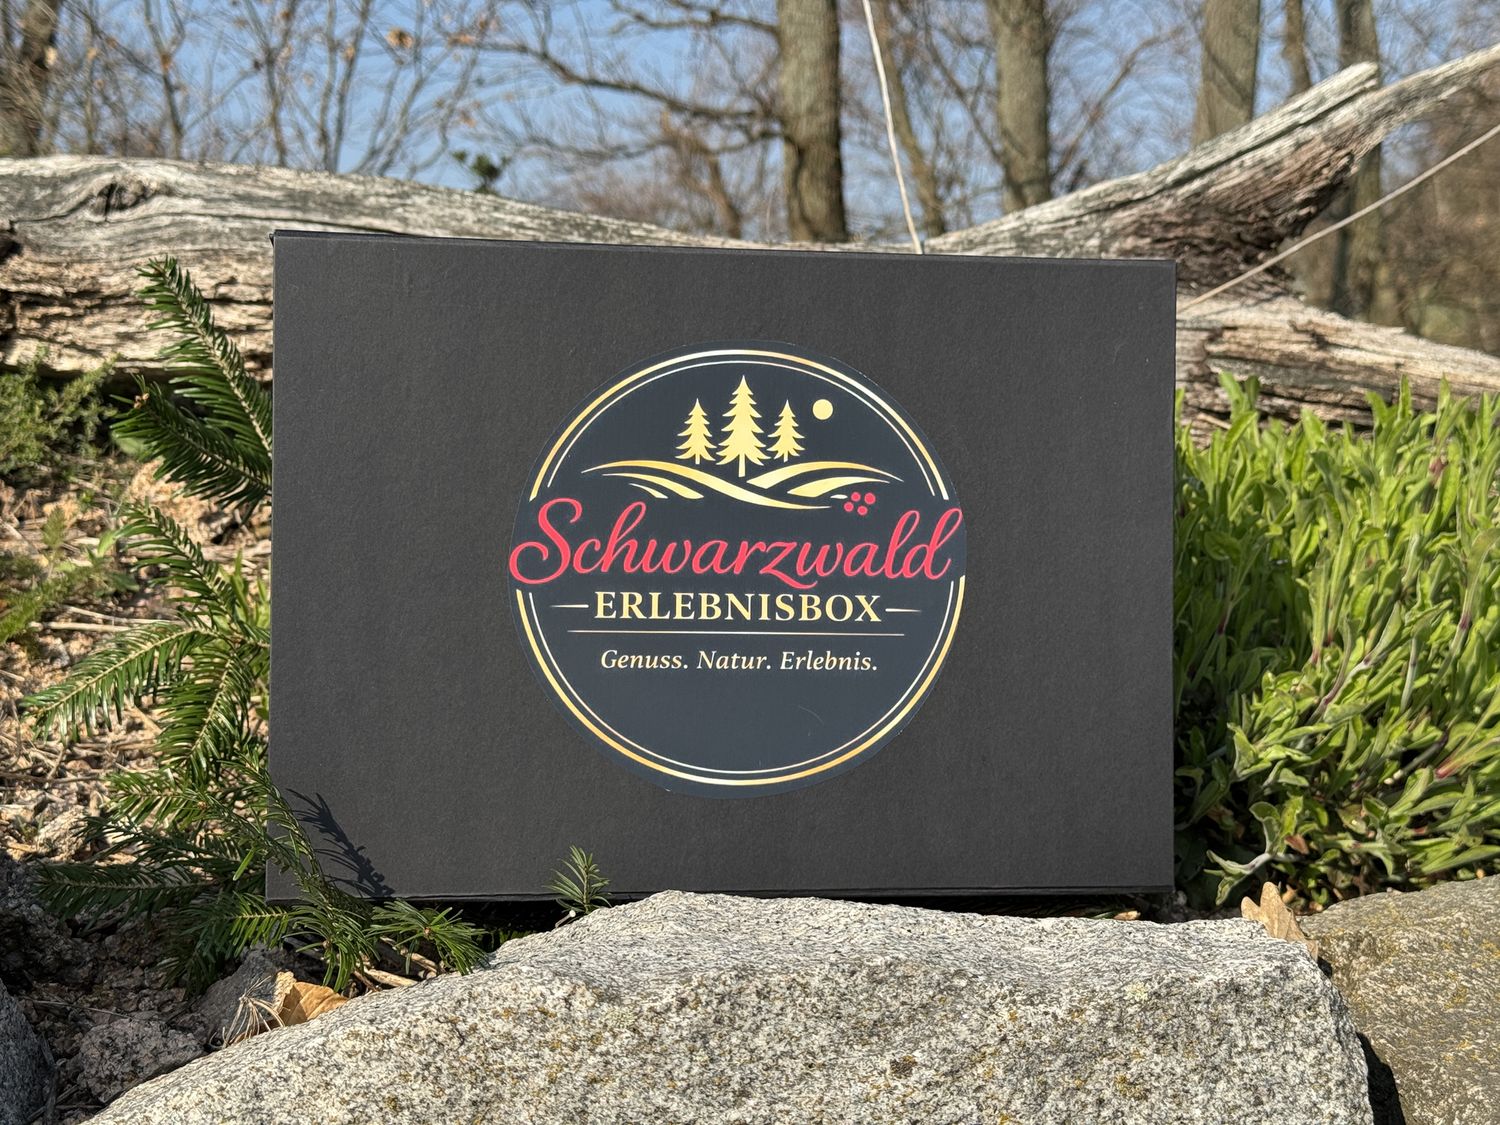 Schwarzwald
ERLEBNISBOX
Genuss. Natur. Erlebnis.